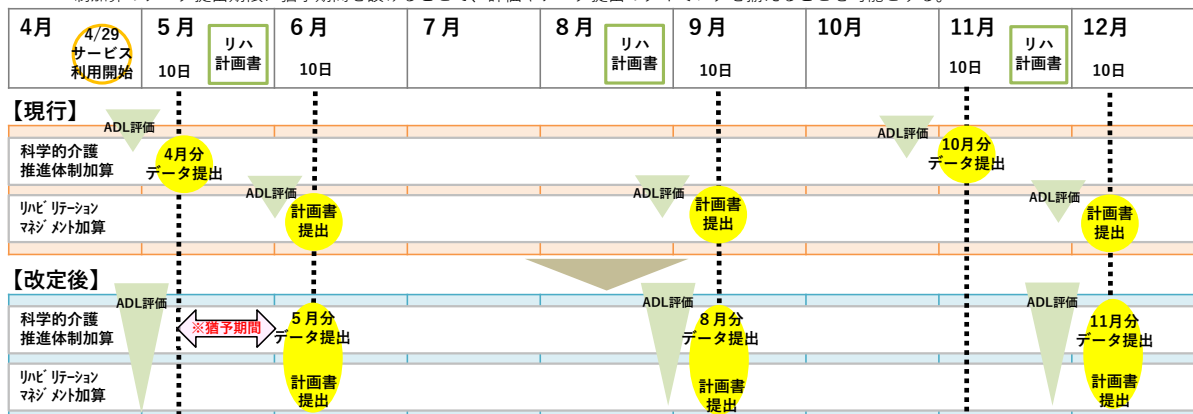 4月
4/29
サービス
利用開始
5月
10日
リハ
計画書
6月
10日
7月
8月
リハ
計画書
9月
10日
10月
11月
10日
リハ
計画書
12月
10日
【現行】
ADL評価
ADL評価
科学的介護
推進体制加算
4月分
データ提出
10月分
データ提出
ADL評価
ADL評価
ADL評価
リハビリテーション
マネジメント加算
計画書
提出
計画書
提出
計画書
提出
【改定後】
ADL評価
ADL評価
ADL評価
科学的介護
推進体制加算
※猶予期間
5月分
データ提出
8月分
データ提出
11月分
データ提出
リハビリテーション
マネジメント加算
計画書
提出
計画書
提出
計画書
提出